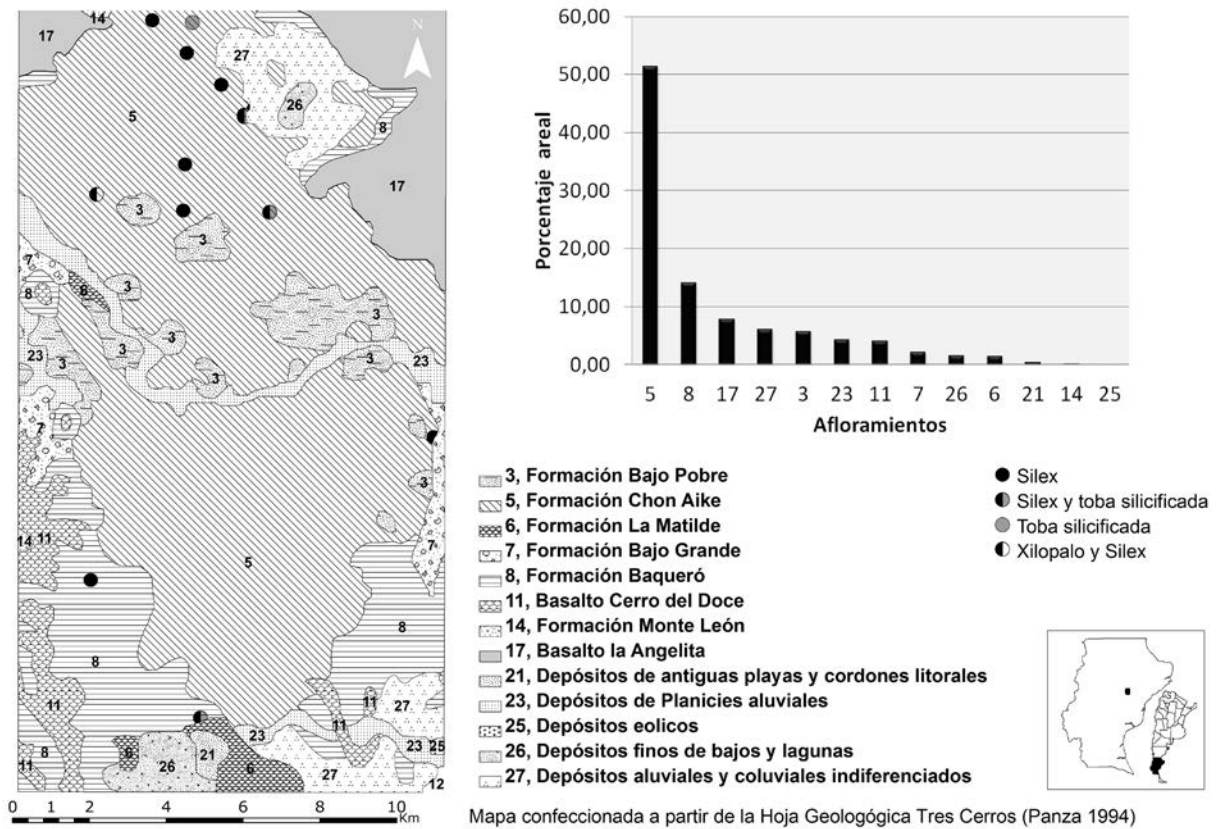 14
17
27
N
26
5
8
17
3
3
7
8
6
3
3
3
3
23
3
3
23
3
3
7
7
14
11
5
8
8
11
11
11
27
23
23
25
8
11
6
26
21
6
27
12
0 1 2 4 6 8 10
Km
60,00
50,00
40,00
30,00
20,00
10,00
0,00
Porcentaje areal
5 8 17 27 3 23 11 7 26 6 21 14 25
Afloramientos
3, Formación Bajo Pobre
5, Formación Chon Aike
6, Formación La Matilde
7, Formación Bajo Grande
8, Formación Baqueró
11, Basalto Cerro del Doce
14, Formación Monte León
17, Basalto la Angelita
21, Depósitos de antiguas playas y cordones litorales
23, Depósitos de Planicies aluviales
25, Depósitos eolicos
26, Depósitos finos de bajos y lagunas
27, Depósitos aluviales y coluviales indiferenciados
Silex
Silex y toba silicificada
Toba silicificada
Xilopalo y Silex
Mapa confeccionada a partir de la Hoja Geologógica Tres Cerros (Panza 1994)